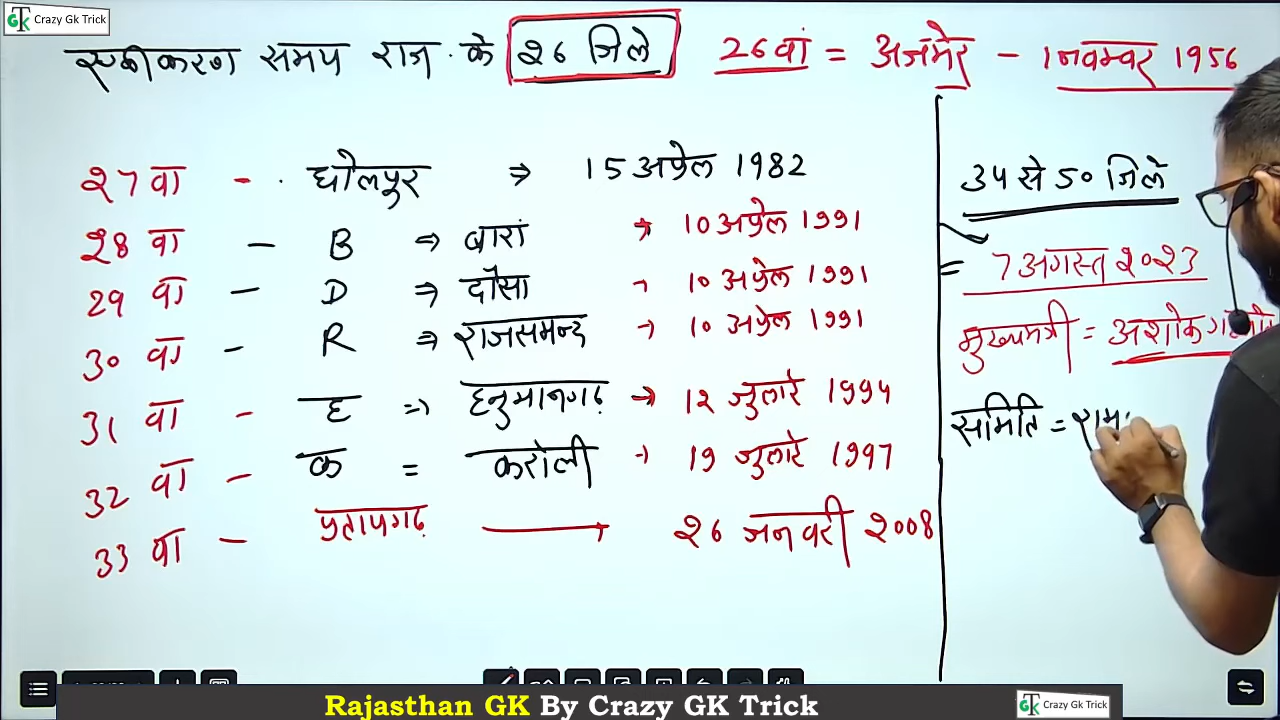 Crazy Gk Trick
एकीकरण समय राज. के 26 जिले 26 वां = अजमेर - 1 नवम्बर 1956
27 वा - धौलपुर ⇒ 15 अप्रेल 1982
28 वा - B ⇒ बारां → 10 अप्रेल 1991
29 वा - D ⇒ दौसा → 10 अप्रेल 1991
30 वा - R ⇒ राजसमन्द → 10 अप्रेल 1991
31 वा - ह ⇒ हनुमानगढ़ → 12 जुलाई 1994
32 वा - क = करोली → 19 जुलाई 1997
33 वा - प्रतापगढ़ → 26 जनवरी 2008
34 से 50 जिले
= 7 अगस्त 2023
मुख्यमंत्री = अशोक
समिति = राम
Rajasthan GK By Crazy GK Trick
Crazy Gk Trick